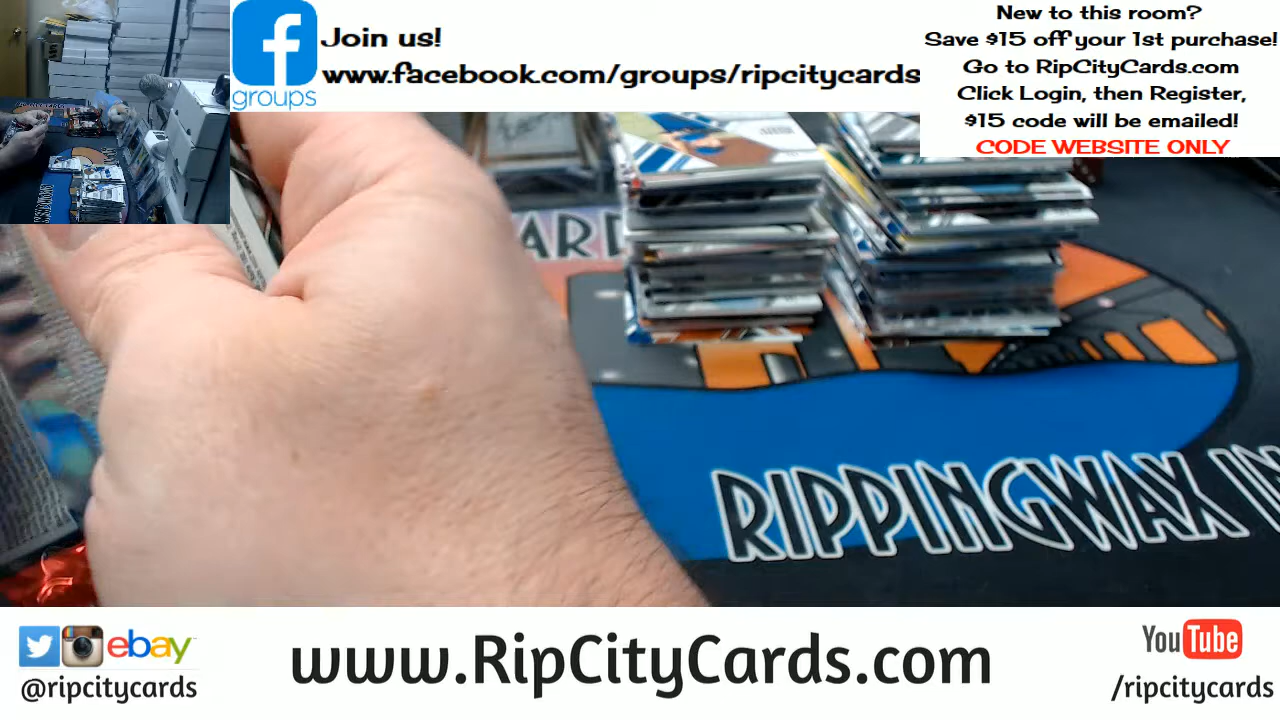 f
groups
Join us!
www.facebook.com/groups/ripcitycards
New to this room?
Save $15 off your 1st purchase!
Go to RipCityCards.com
Click Login, then Register,
$15 code will be emailed!
CODE WEBSITE ONLY
CARD
RIPPINGWAX IN
ebay
@ripcitycards
www.RipCityCards.com
YouTube
/ripcitycards